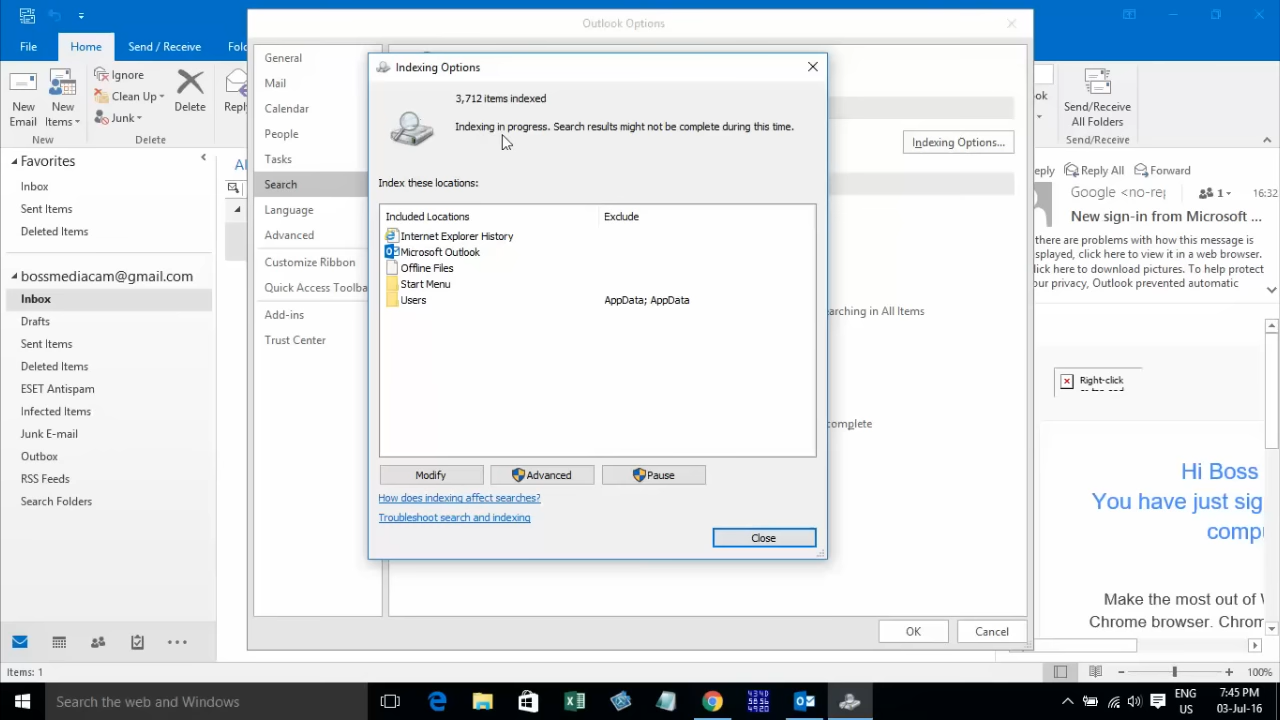 Outlook Options
File
Home
Send / Receive
Fol
New
Email
New
Items
New
Ignore
Clean Up
Junk
Delete
Delete
Reply
ok
Send/Receive
All Folders
Send/Receive
Favorites
Inbox
Sent Items
Deleted Items
bossmediacam@gmail.com
Inbox
Drafts
Sent Items
Deleted Items
ESET Antispam
Infected Items
Junk E-mail
Outbox
RSS Feeds
Search Folders
Al
General
Mail
Calendar
People
Tasks
Search
Language
Advanced
Customize Ribbon
Quick Access Toolba
Add-ins
Trust Center
Indexing Options...
arching in All Items
complete
OK
Cancel
Indexing Options
3,712 items indexed
Indexing in progress. Search results might not be complete during this time.
Index these locations:
Included Locations
Exclude
Internet Explorer History
Microsoft Outlook
Offline Files
Start Menu
Users
AppData; AppData
Modify
Advanced
Pause
How does indexing affect searches?
Troubleshoot search and indexing
Close
eply
Reply All
Forward
Google <no-rep
1
16:32
New sign-in from Microsoft ...
there are problems with how this message is
played, click here to view it in a web browser.
lick here to download pictures. To help protect
our privacy, Outlook prevented automatic
Right-click
Hi Boss
You have just sig
compu
Make the most out of
Chrome browser. Chrom
Items: 1
100%
Search the web and Windows
ENG
US
7:45 PM
03-Jul-16